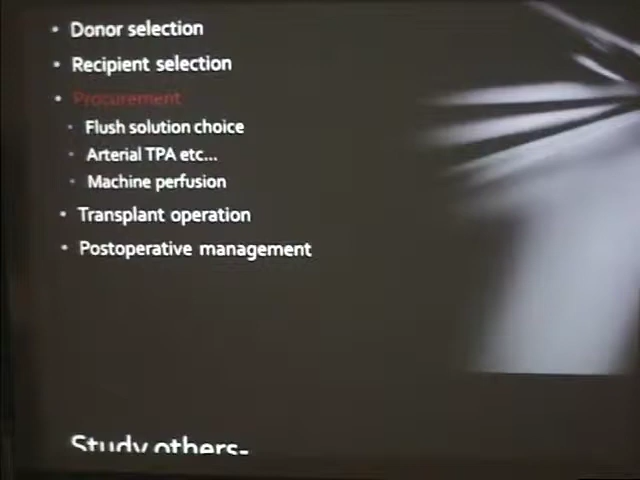 • Donor selection
• Recipient selection
• Procurement
• Flush solution choice
• Arterial TPA etc...
• Machine perfusion
• Transplant operation
• Postoperative management
Study others-